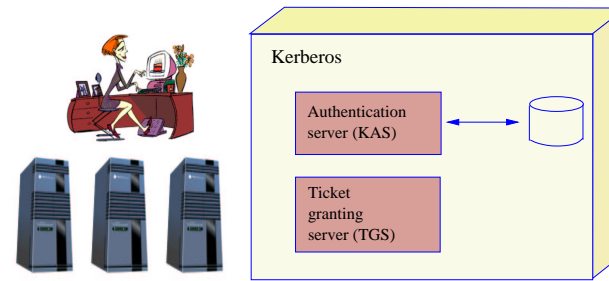 Kerberos
Authentication
server (KAS)
Ticket
granting
server (TGS)